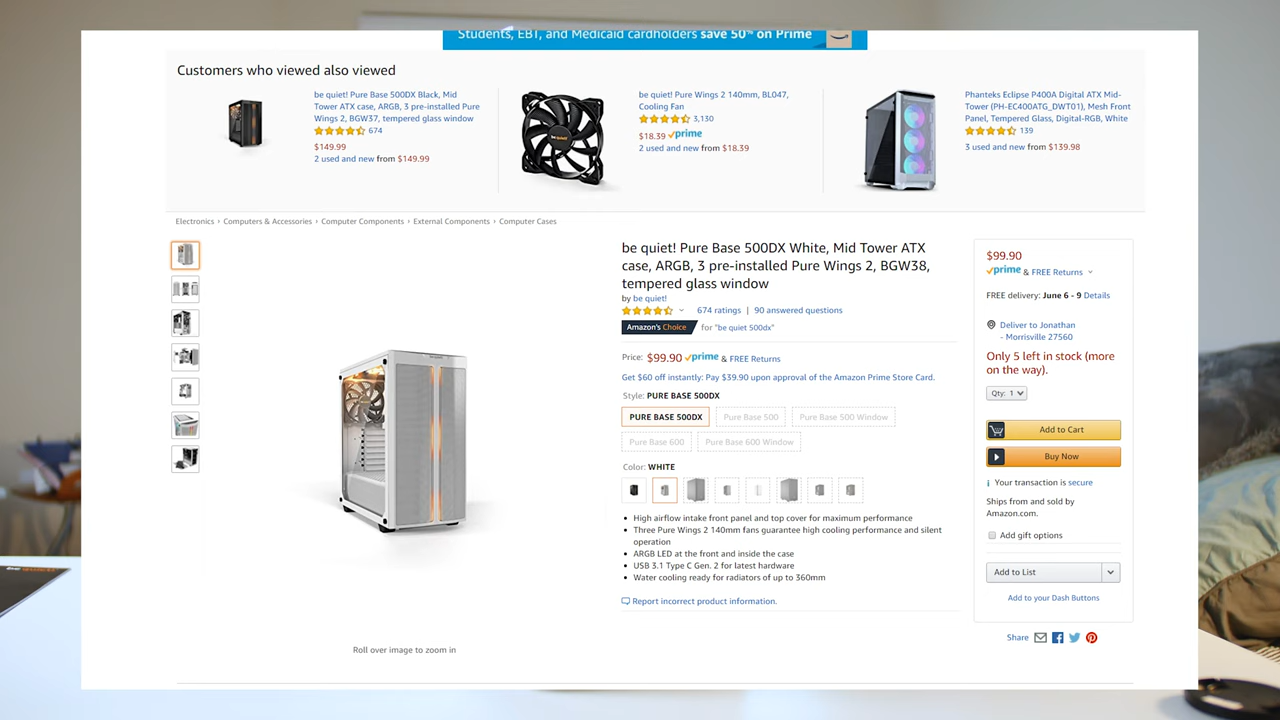 Students, EBT, and Medicaid cardholders save 50% on Prime
Customers who viewed also viewed
be quiet! Pure Base 500DX Black, Mid
Tower ATX case, ARGB, 3 pre-installed Pure
Wings 2, BGW37, tempered glass window
674
$149.99
2 used and new from $149.99
be quiet! Pure Wings 2 140mm, BL047,
Cooling Fan
3,130
$18.39 prime
2 used and new from $18.39
Phanteks Eclipse P400A Digital ATX Mid-
Tower (PH-EC400ATG_DWT01), Mesh Front
Panel, Tempered Glass, Digital-RGB, White
139
3 used and new from $139.98
Electronics › Computers & Accessories › Computer Components › External Components › Computer Cases
be quiet! Pure Base 500DX White, Mid Tower ATX
case, ARGB, 3 pre-installed Pure Wings 2, BGW38,
tempered glass window
by be quiet!
674 ratings | 90 answered questions
Amazon's Choice for "be quiet 500dx"
Price: $99.90 prime & FREE Returns
Get $60 off instantly: Pay $39.90 upon approval of the Amazon Prime Store Card.
Style: PURE BASE 500DX
PURE BASE 500DX Pure Base 500 Pure Base 500 Window
Pure Base 600 Pure Base 600 Window
Color: WHITE
• High airflow intake front panel and top cover for maximum performance
• Three Pure Wings 2 140mm fans guarantee high cooling performance and silent
operation
• ARGB LED at the front and inside the case
• USB 3.1 Type C Gen. 2 for latest hardware
• Water cooling ready for radiators of up to 360mm
Report incorrect product information.
Roll over image to zoom in
$99.90
prime & FREE Returns
FREE delivery: June 6 - 9 Details
Deliver to Jonathan
- Morrisville 27560
Only 5 left in stock (more
on the way).
Qty: 1
Add to Cart
Buy Now
Your transaction is secure
Ships from and sold by
Amazon.com.
Add gift options
Add to List
Add to your Dash Buttons
Share